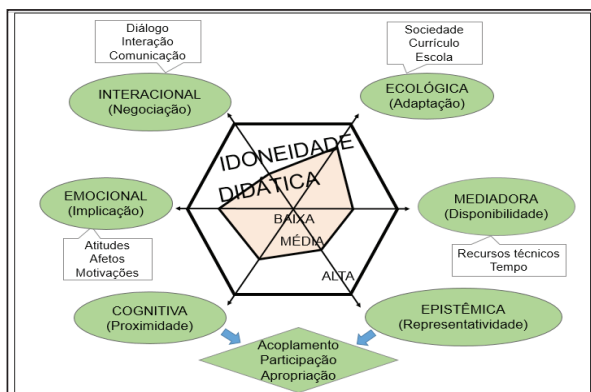 Diálogo
Interação
Comunicação
Sociedade
Currículo
Escola
INTERACIONAL
(Negociação)
ECOLÓGICA
(Adaptação)
IDONEIDADE
DIDÁTICA
EMOCIONAL
(Implicação)
MEDIADORA
(Disponibilidade)
BAIXA
MÉDIA
ALTA
Atitudes
Afetos
Motivações
Recursos técnicos
Tempo
COGNITIVA
(Proximidade)
EPISTÊMICA
(Representatividade)
Acoplamento
Participação
Apropriação